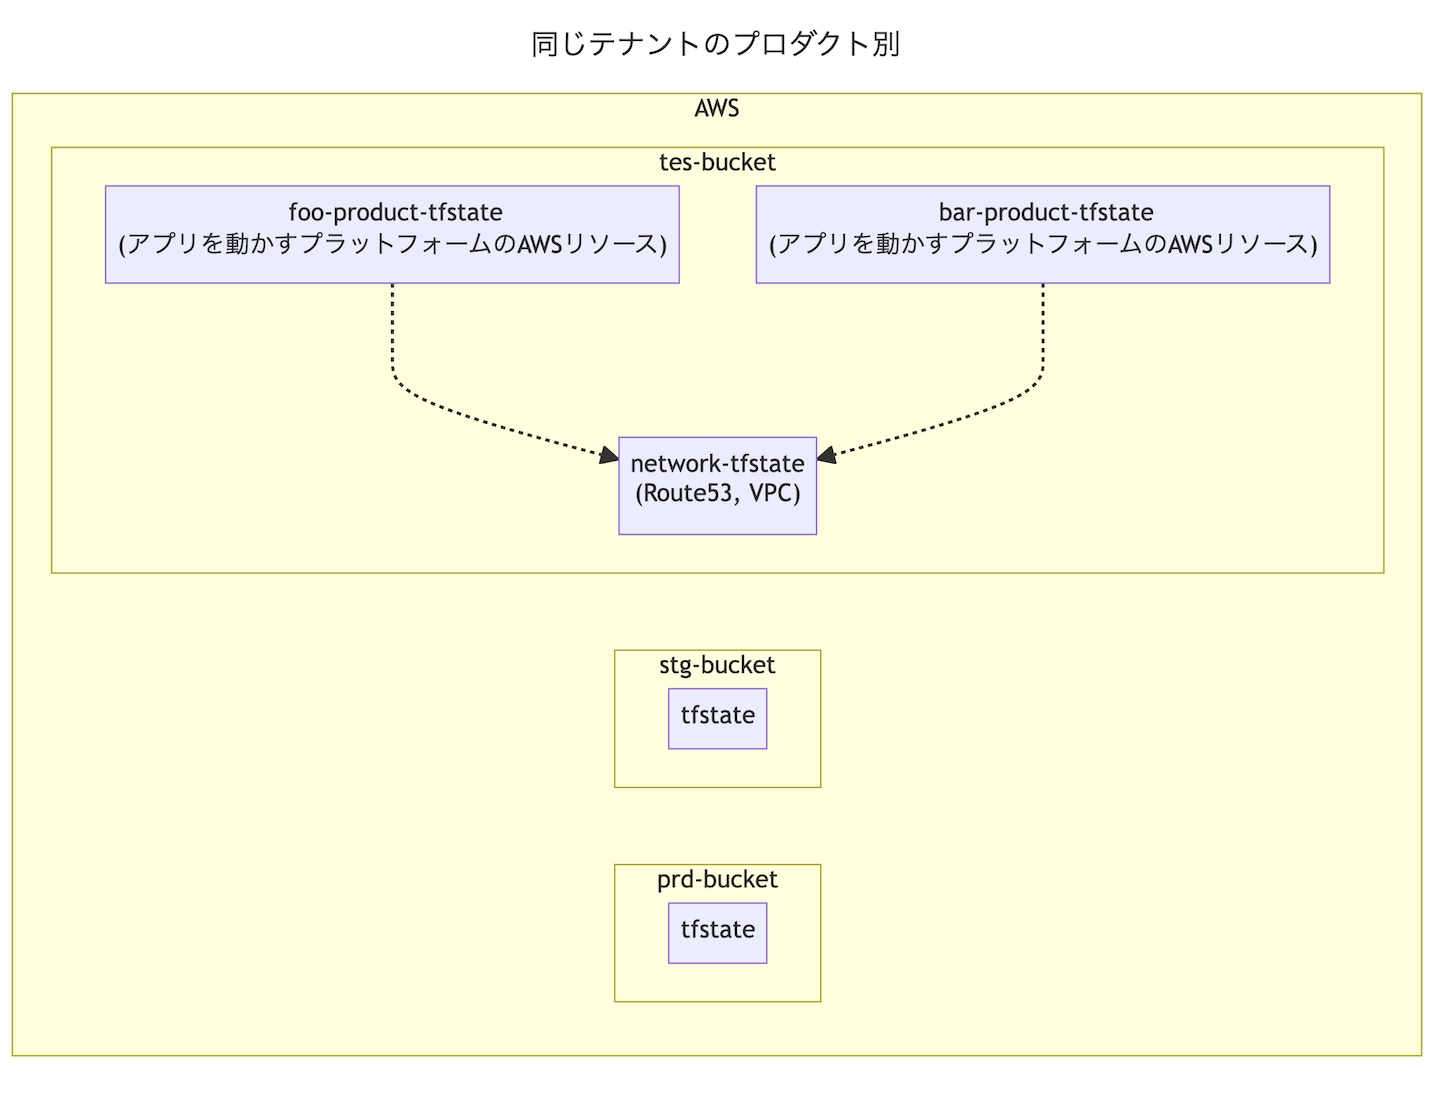 同じテナントのプロダクト別
AWS
tes-bucket
foo-product-tfstate
(アプリを動かすプラットフォームのAWSリソース)
bar-product-tfstate
(アプリを動かすプラットフォームのAWSリソース)
network-tfstate
(Route53, VPC)
stg-bucket
tfstate
prd-bucket
tfstate